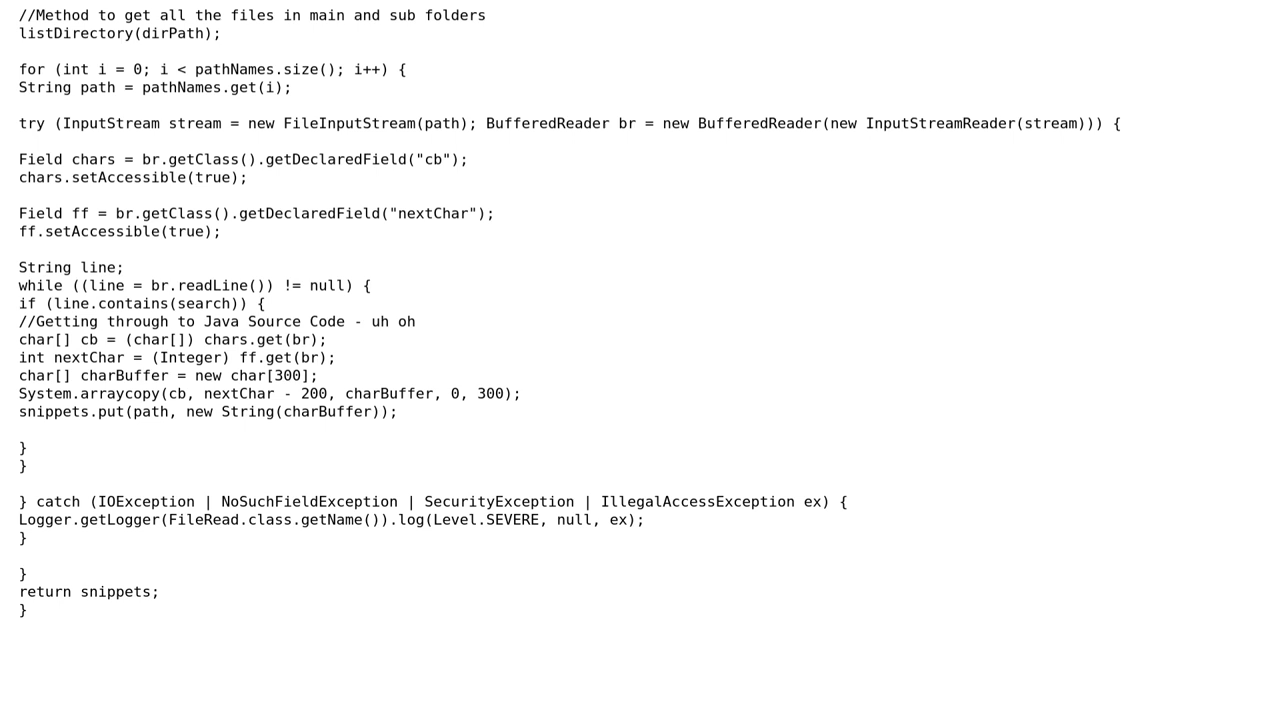 //Method to get all the files in main and sub folders
listDirectory(dirPath);
for (int i = 0; i < pathNames.size(); i++) {
String path = pathNames.get(i);
try (InputStream stream = new FileInputStream(path); BufferedReader br = new BufferedReader(new InputStreamReader(stream))) {
Field chars = br.getClass().getDeclaredField("cb");
chars.setAccessible(true);
Field ff = br.getClass().getDeclaredField("nextChar");
ff.setAccessible(true);
String line;
while ((line = br.readLine()) != null) {
if (line.contains(search)) {
//Getting through to Java Source Code - uh oh
char[] cb = (char[]) chars.get(br);
int nextChar = (Integer) ff.get(br);
char[] charBuffer = new char[300];
System.arraycopy(cb, nextChar - 200, charBuffer, 0, 300);
snippets.put(path, new String(charBuffer));
}
}
} catch (IOException | NoSuchFieldException | SecurityException | IllegalAccessException ex) {
Logger.getLogger(FileRead.class.getName()).log(Level.SEVERE, null, ex);
}
}
return snippets;
}